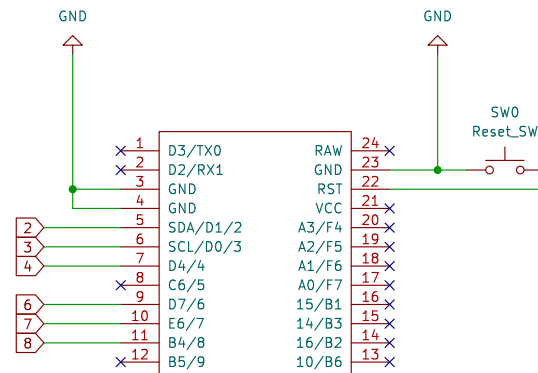 GND GND
SW0
Reset_SW
1 D3/TX0 RAW 24
2 D2/RX1 GND 23
3 GND RST 22
4 GND VCC 21
2 5 SDA/D1/2 A3/F4 20
3 6 SCL/D0/3 A2/F5 19
4 7 D4/4 A1/F6 18
8 C6/5 A0/F7 17
6 9 D7/6 15/B1 16
7 10 E6/7 14/B3 15
8 11 B4/8 16/B2 14
12 B5/9 10/B6 13